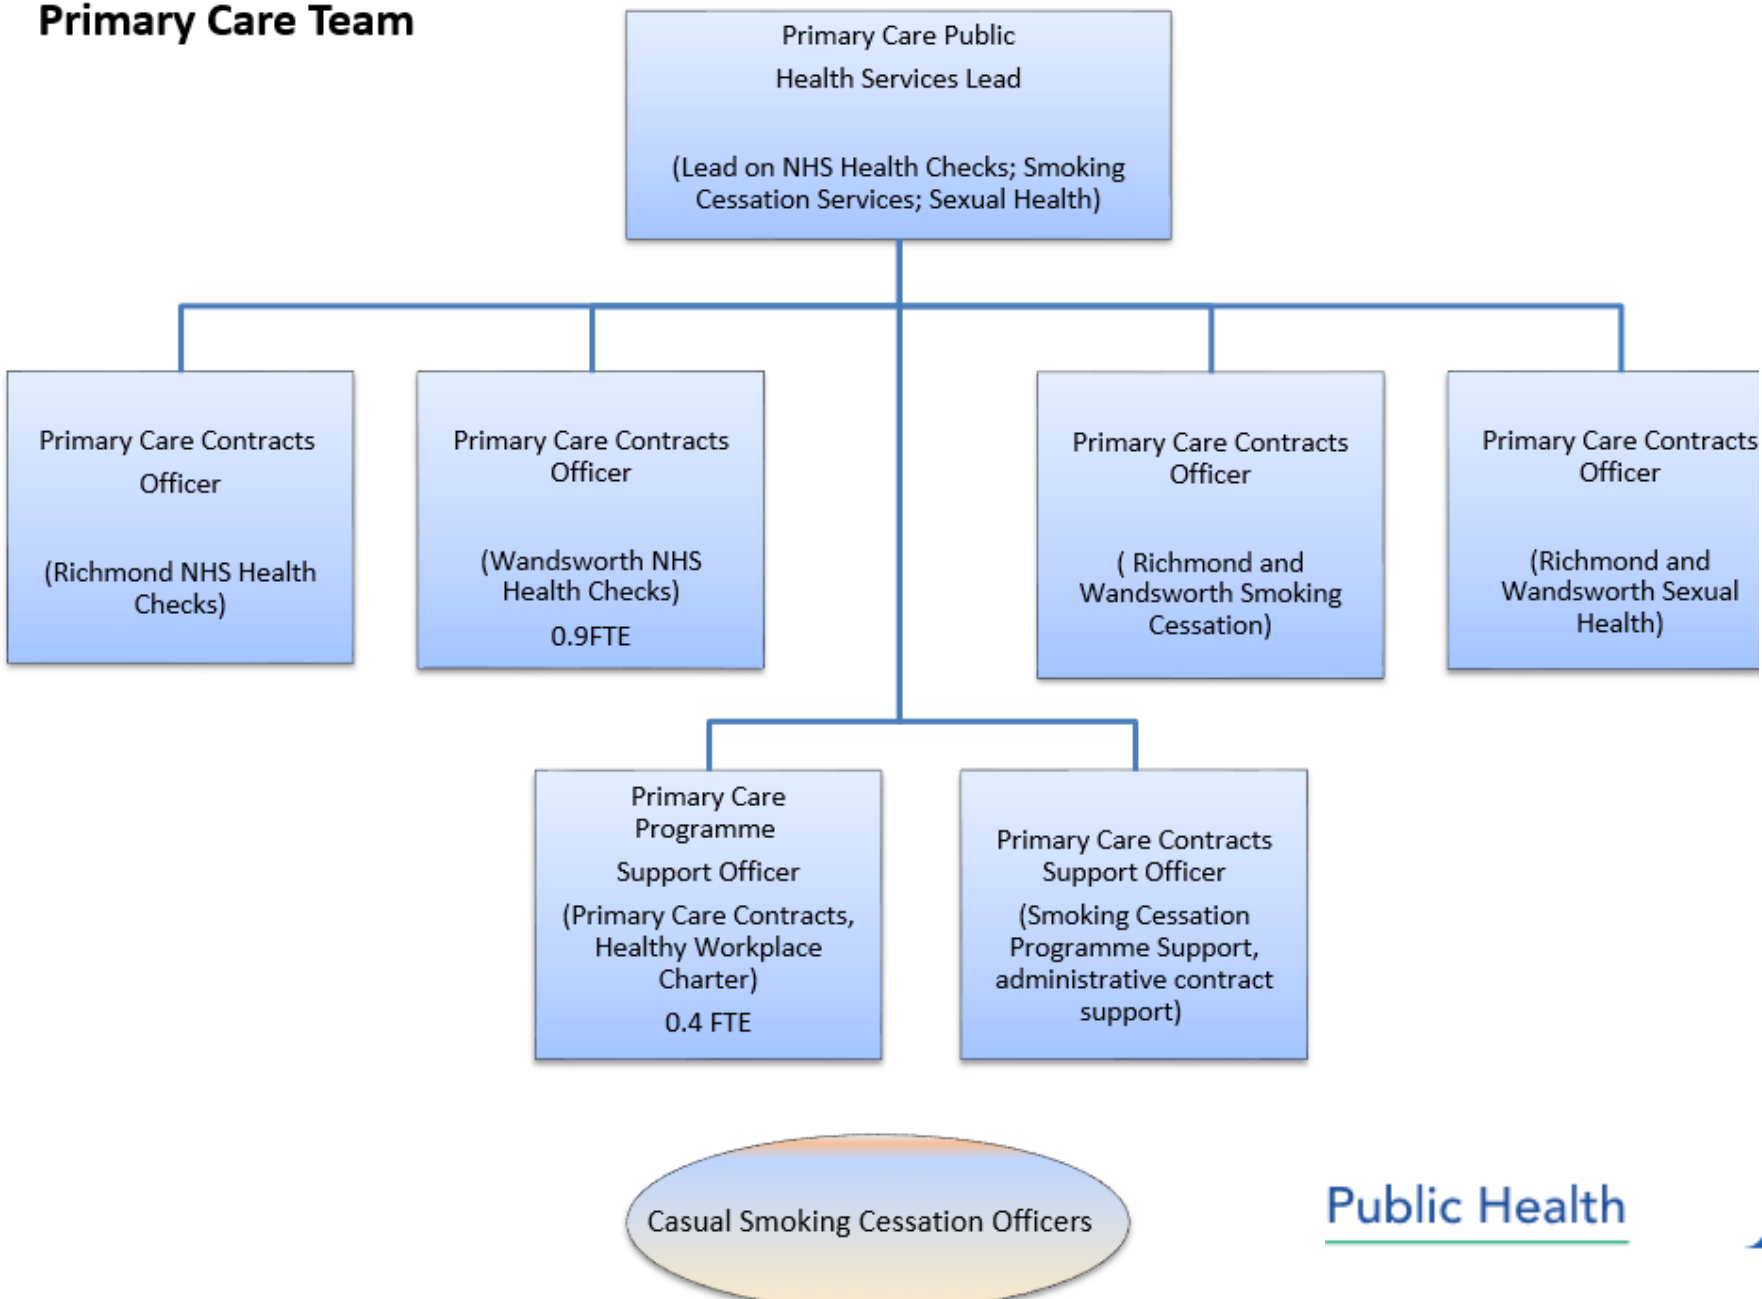 Primary Care Team
Primary Care Public
Health Services Lead
(Lead on NHS Health Checks; Smoking
Cessation Services; Sexual Health)
Primary Care Contracts
Officer
(Richmond NHS Health
Checks)
Primary Care Contracts
Officer
(Wandsworth NHS
Health Checks)
0.9FTE
Primary Care Contracts
Officer
( Richmond and
Wandsworth Smoking
Cessation)
Primary Care Contracts
Officer
(Richmond and
Wandsworth Sexual
Health)
Primary Care
Programme
Support Officer
(Primary Care Contracts,
Healthy Workplace
Charter)
0.4 FTE
Primary Care Contracts
Support Officer
(Smoking Cessation
Programme Support,
administrative contract
support)
Casual Smoking Cessation Officers
Public Health